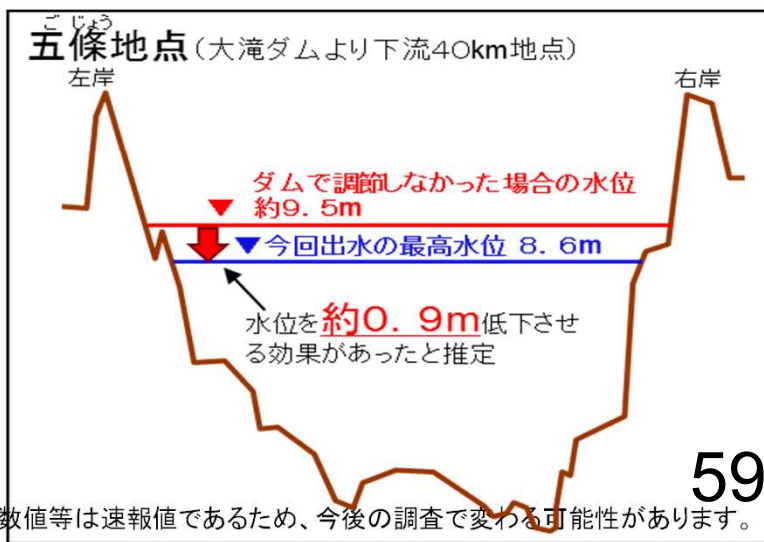 ごじょう
五條地点(大滝ダムより下流40km地点)
左岸
右岸
ダムで調節しなかった場合の水位
▼ 約9.5m
▼今回出水の最高水位 8.6m
水位を約0.9m低下させ
る効果があったと推定
59
数値等は速報値であるため、今後の調査で変わる可能性があります。